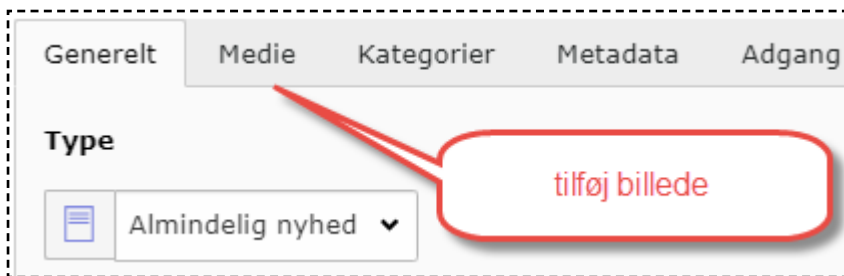 Generelt Medie Kategorier Metadata Adgang
Type
tilføj billede
Almindelig nyhed